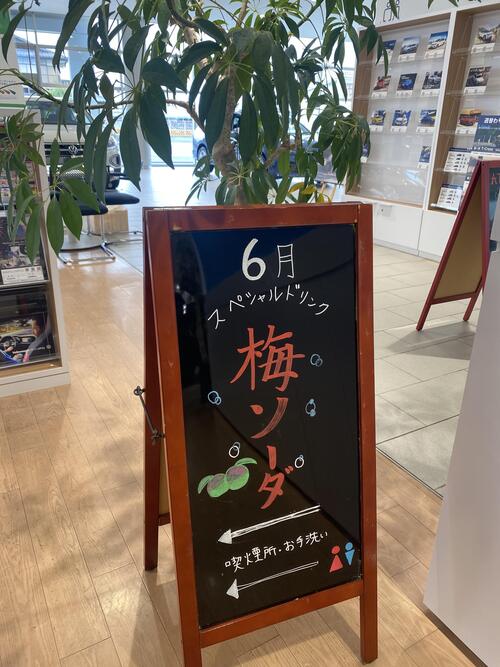 6月
スペシャルドリンク
梅ソーダ
喫煙所・お手洗い